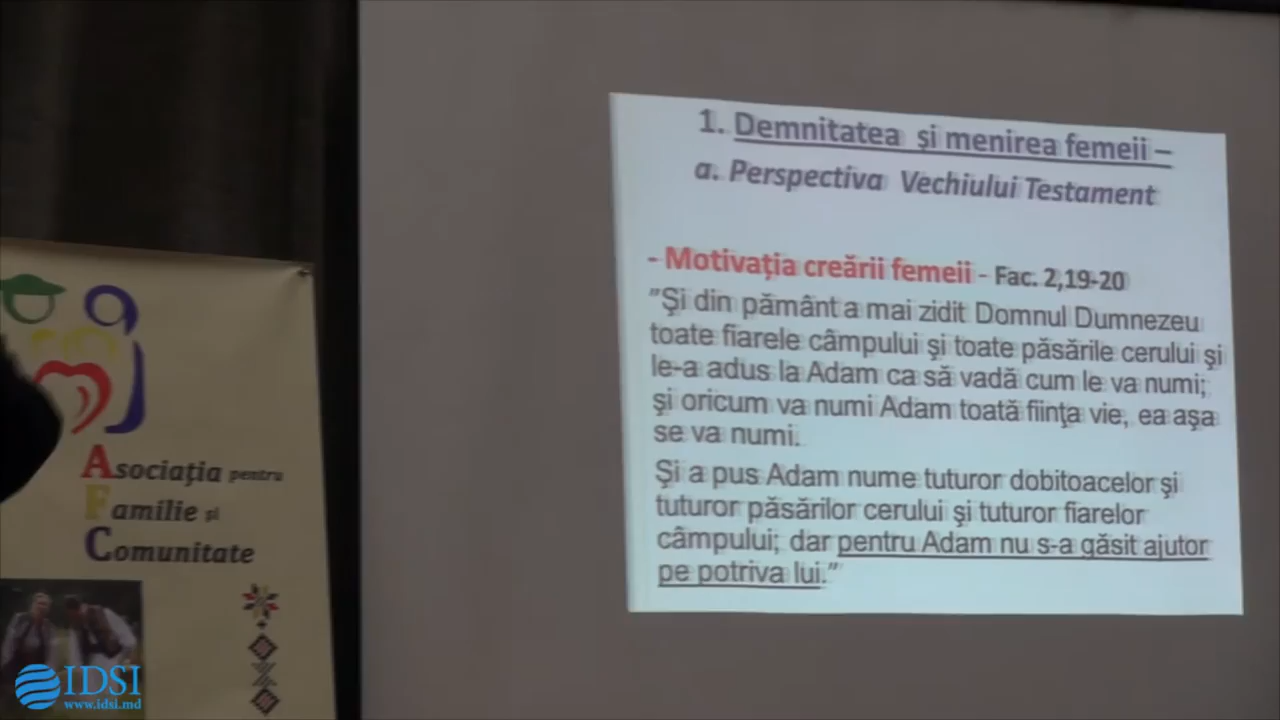 1. Demnitatea și menirea femeii –
a. Perspectiva Vechiului Testament
- Motivația creării femeii - Fac. 2,19-20
"Şi din pământ a mai zidit Domnul Dumnezeu
toate fiarele câmpului şi toate păsările cerului şi
le-a adus la Adam ca să vadă cum le va numi;
şi oricum va numi Adam toată fiinţa vie, ea aşa
se va numi.
Şi a pus Adam nume tuturor dobitoacelor şi
tuturor păsărilor cerului şi tuturor fiarelor
câmpului; dar pentru Adam nu s-a găsit ajutor
pe potriva lui."
Asociaţia pentru
Familie şi
Comunitate
IDSI
www.idsi.md